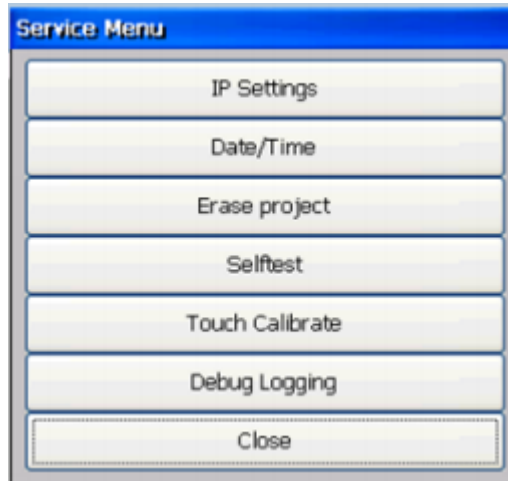 Service Menu
IP Settings
Date/Time
Erase project
Selftest
Touch Calibrate
Debug Logging
Close